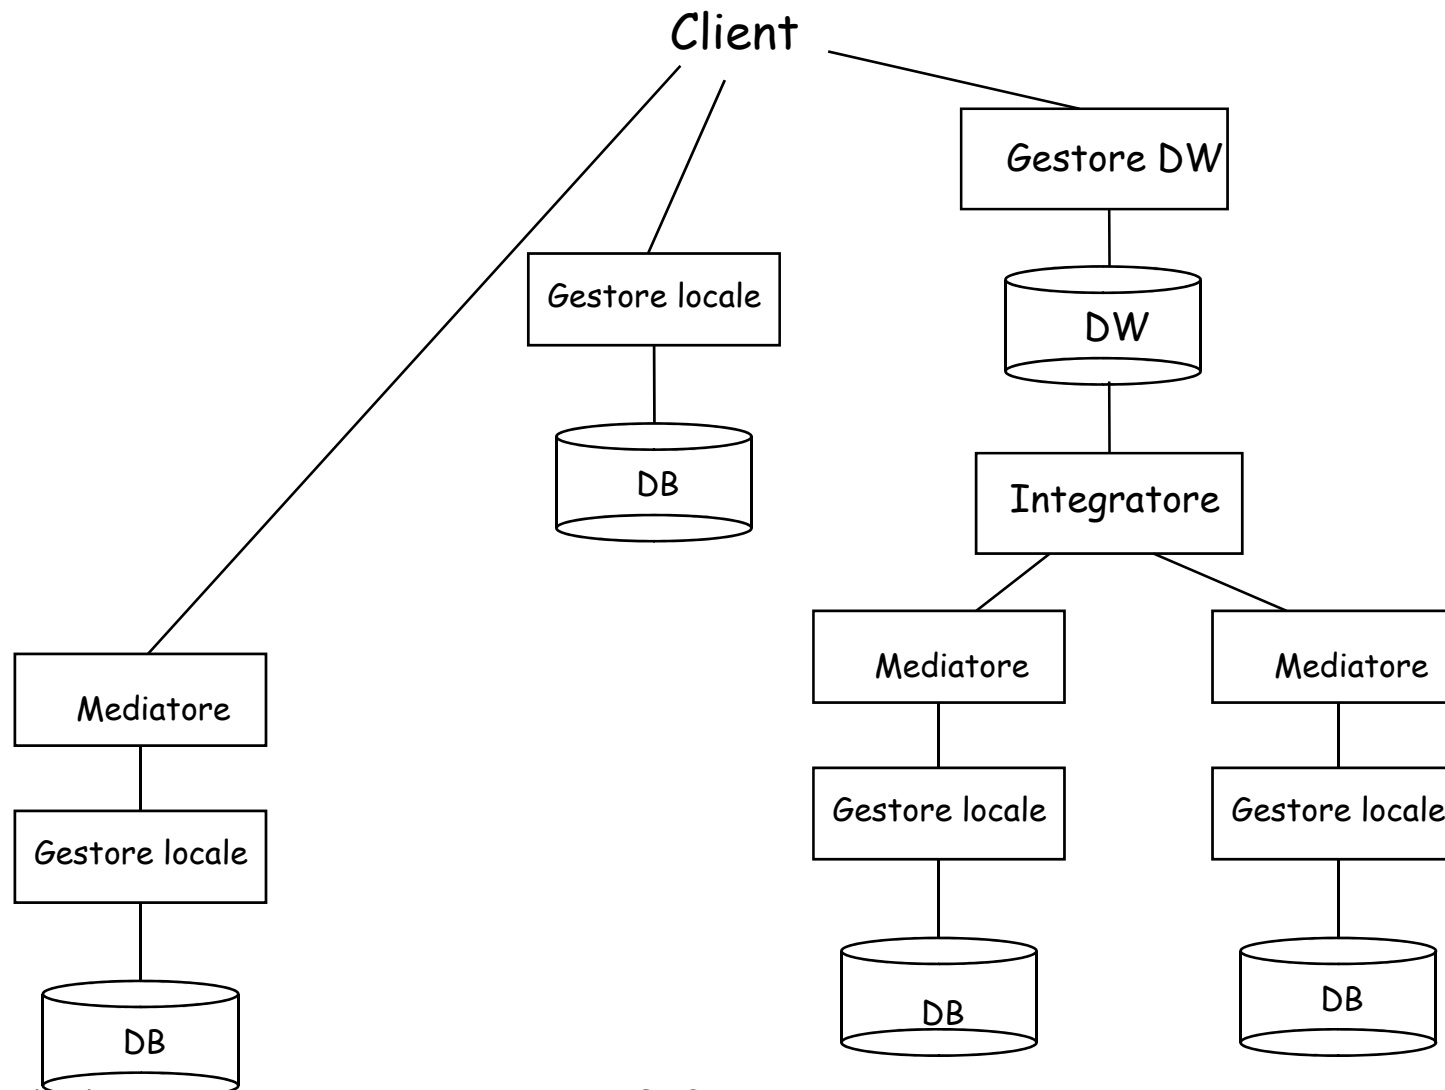 Client
Gestore DW
Gestore locale
DW
DB
Integratore
Mediatore
Mediatore
Mediatore
Gestore locale
Gestore locale
Gestore locale
DB
DB
DB